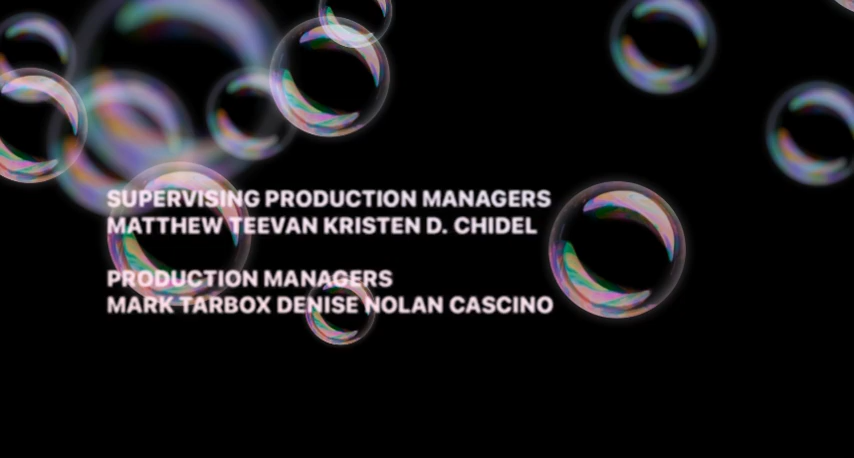 SUPERVISING PRODUCTION MANAGERS
MATTHEW TEEVAN KRISTEN D. CHIDEL
PRODUCTION MANAGERS
MARK TARBOX DENISE NOLAN CASCINO